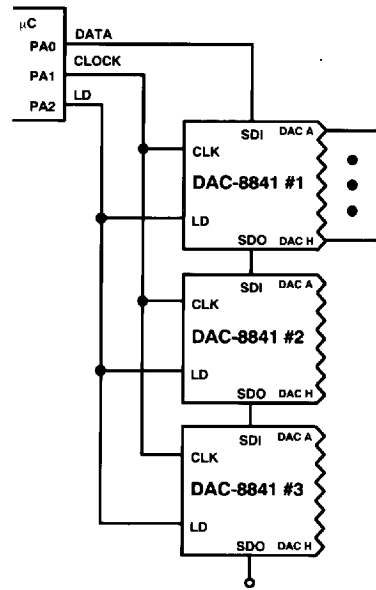 μC
PA0
DATA
PA1
CLOCK
PA2
LD
SDI
DAC A
CLK
DAC-8841 #1
LD
SDO
DAC H
SDI
DAC A
CLK
DAC-8841 #2
LD
SDO
DAC H
SDI
DAC A
CLK
DAC-8841 #3
LD
SDO
DAC H